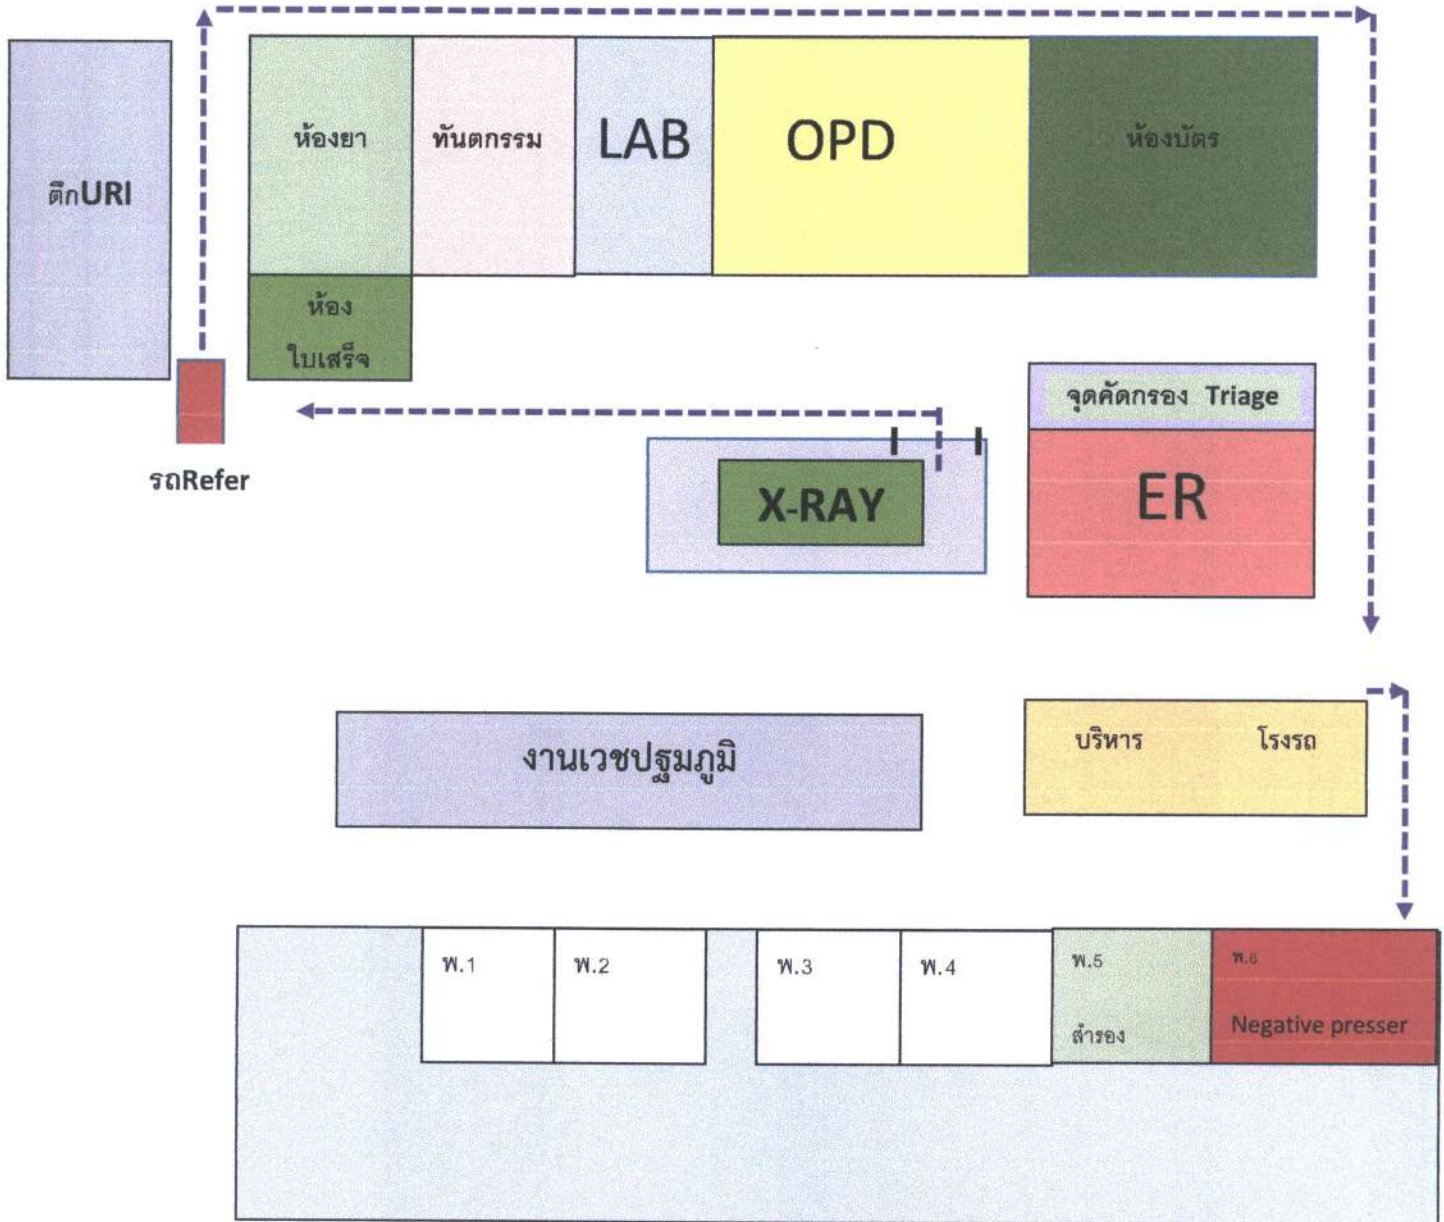 ห้องยา
ทันตกรรม
LAB
OPD
ห้องบัตร
ตึกURI
ห้อง
ใบเสร็จ
จุดคัดกรอง Triage
รถRefer
X-RAY
ER
งานเวชปฐมภูมิ
บริหาร โรงรถ
พ.1
พ.2
พ.3
พ.4
พ.5
สำรอง
พ.6
Negative presser